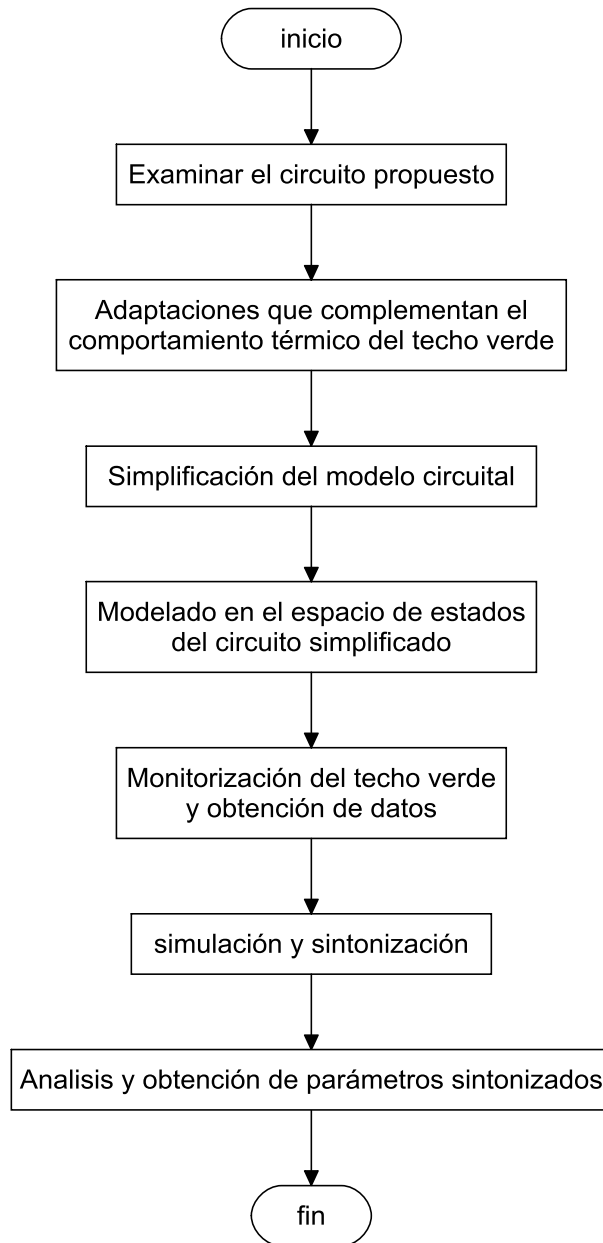 inicio
Examinar el circuito propuesto
Adaptaciones que complementan el
comportamiento térmico del techo verde
Simplificación del modelo circuital
Modelado en el espacio de estados
del circuito simplificado
Monitorización del techo verde
y obtención de datos
simulación y sintonización
Analisis y obtención de parámetros sintonizados
fin